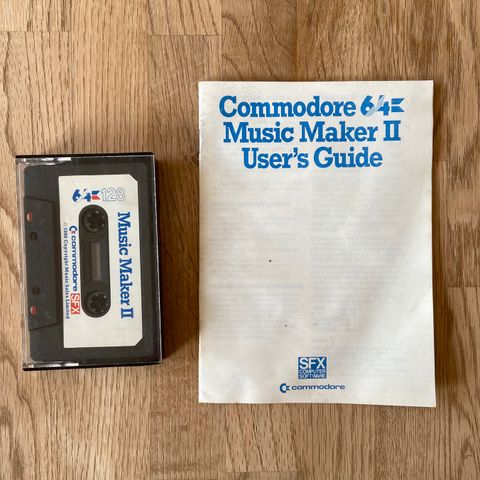 Commodore 64
Music Maker II
User's Guide
SFX
COMPUTER
SOFTWARE
commodore
64 128
Music Maker II
commodore SFX
© 1986 Copyright Music Sales Limited